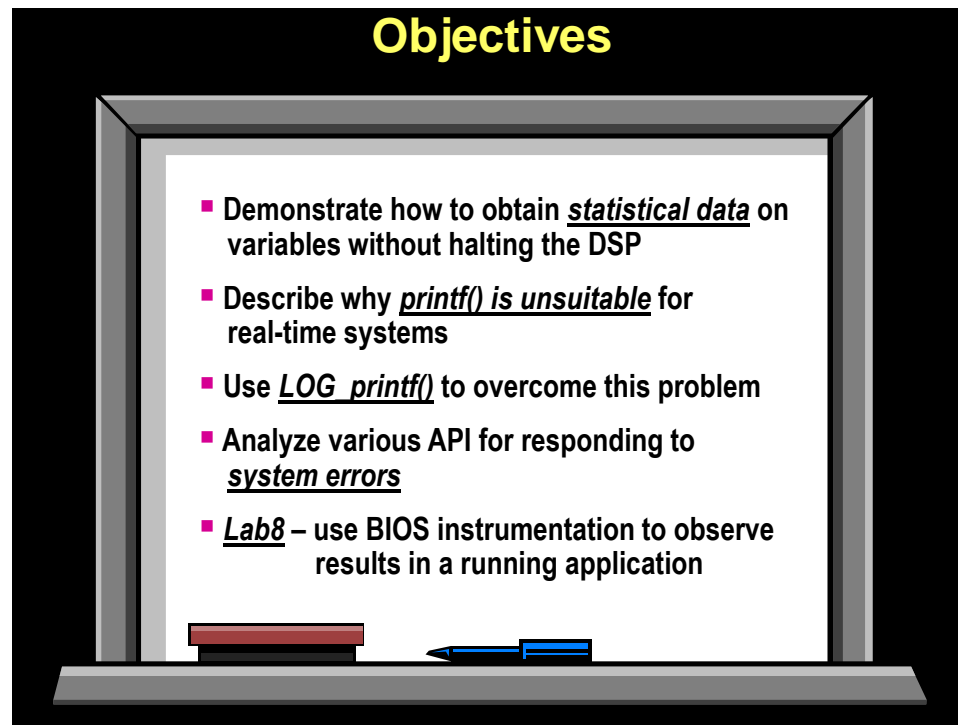 Objectives
▪ Demonstrate how to obtain statistical data on
variables without halting the DSP
▪ Describe why printf() is unsuitable for
real-time systems
▪ Use LOG_printf() to overcome this problem
▪ Analyze various API for responding to
system errors
▪ Lab8 – use BIOS instrumentation to observe
results in a running application